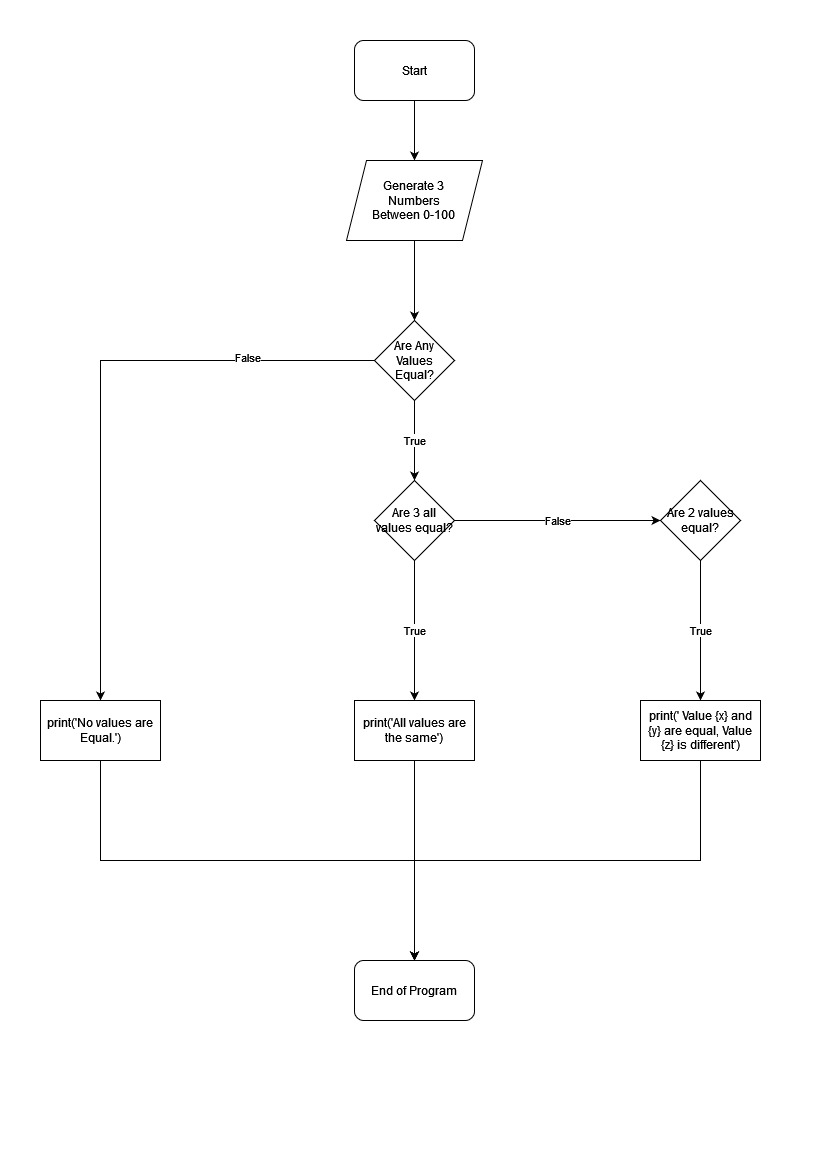 Start
Generate 3
Numbers
Between 0-100
Are Any
Values
Equal?
False
True
Are 3 all
values equal?
False
Are 2 values
equal?
True
True
print('No values are
Equal.')
print('All values are
the same')
print(' Value {x} and
{y} are equal, Value
{z} is different')
End of Program